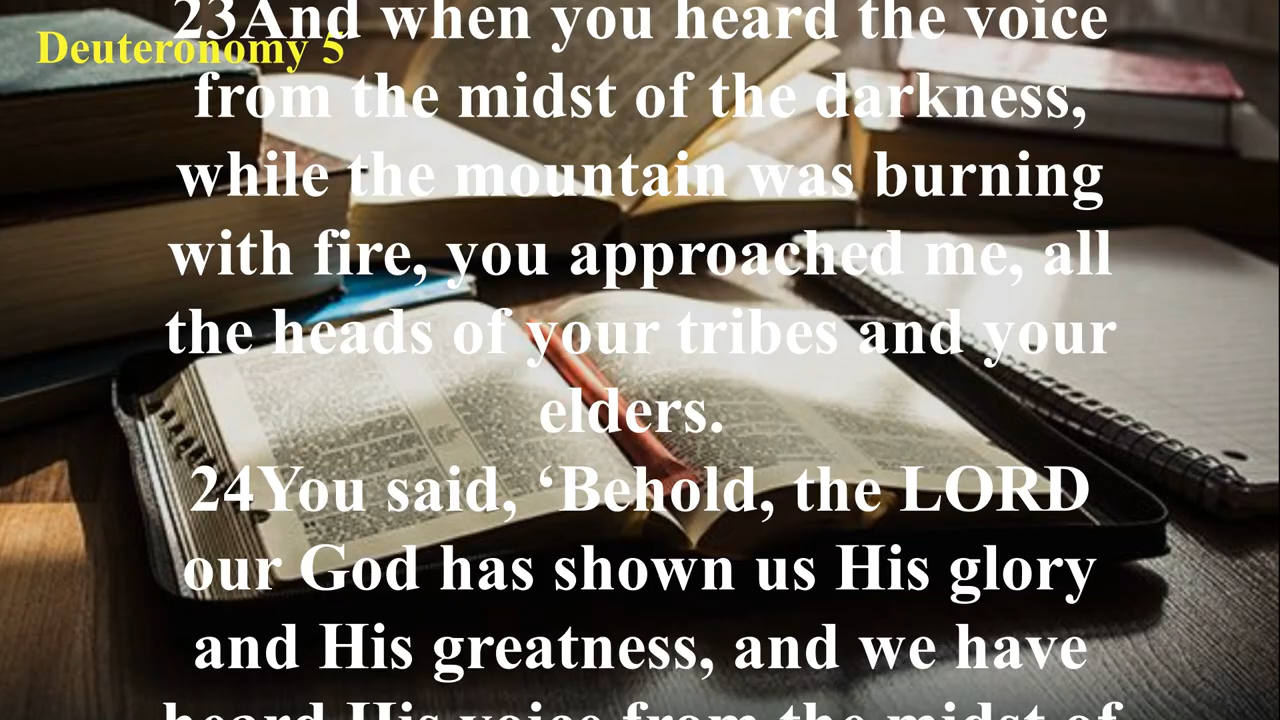 Deuteronomy 5
23And when you heard the voice
from the midst of the darkness,
while the mountain was burning
with fire, you approached me, all
the heads of your tribes and your
elders.
24You said, ‘Behold, the LORD
our God has shown us His glory
and His greatness, and we have
heard His voice from the midst of